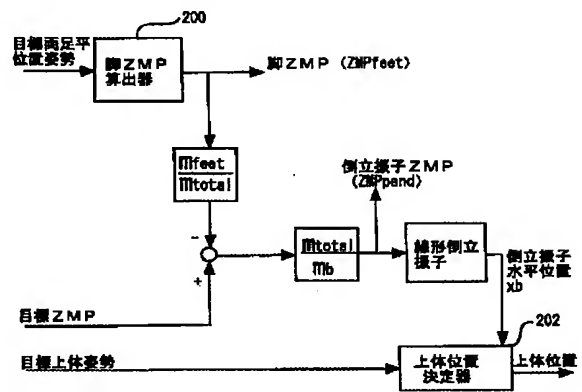 200
目標両足平
位置姿勢
脚ZMP
算出器
脚ZMP (ZMPfeet)
mfeet
mtotal
倒立振子ZMP
(ZMPpend)
-
+
mtotal
mb
線形倒立
振子
倒立振子
水平位置
xb
目標ZMP
202
目標上体姿勢
上体位置
決定器
上体位置